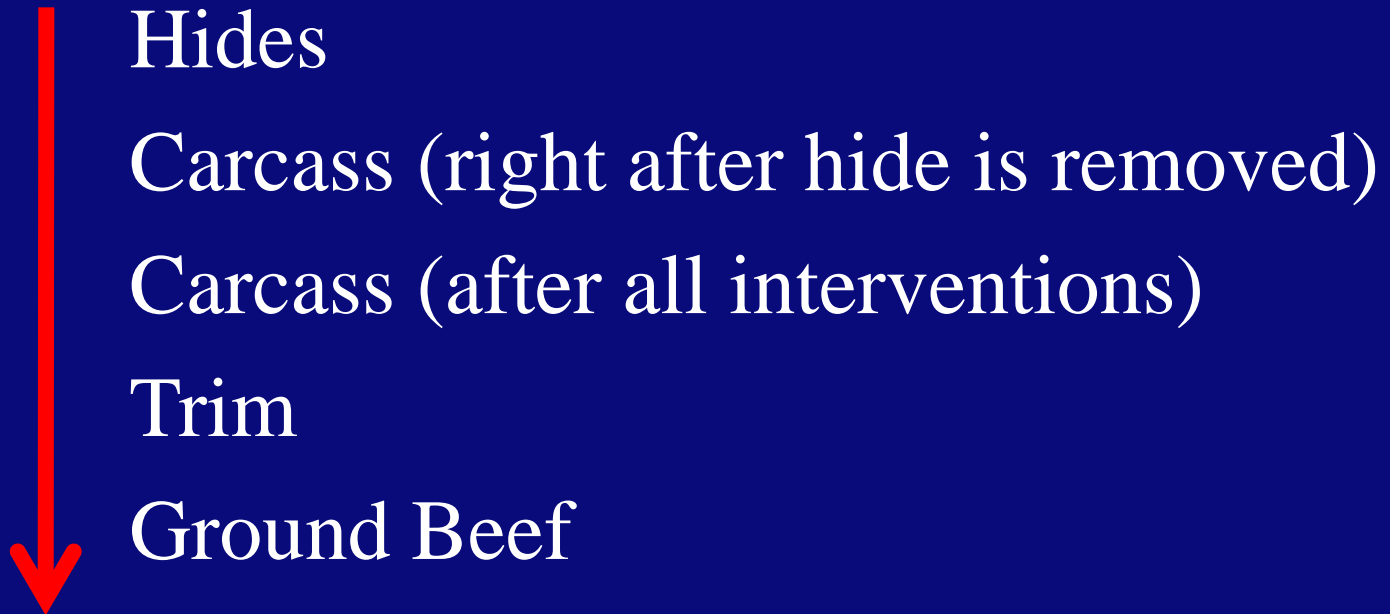 Hides
Carcass (right after hide is removed)
Carcass (after all interventions)
Trim
Ground Beef